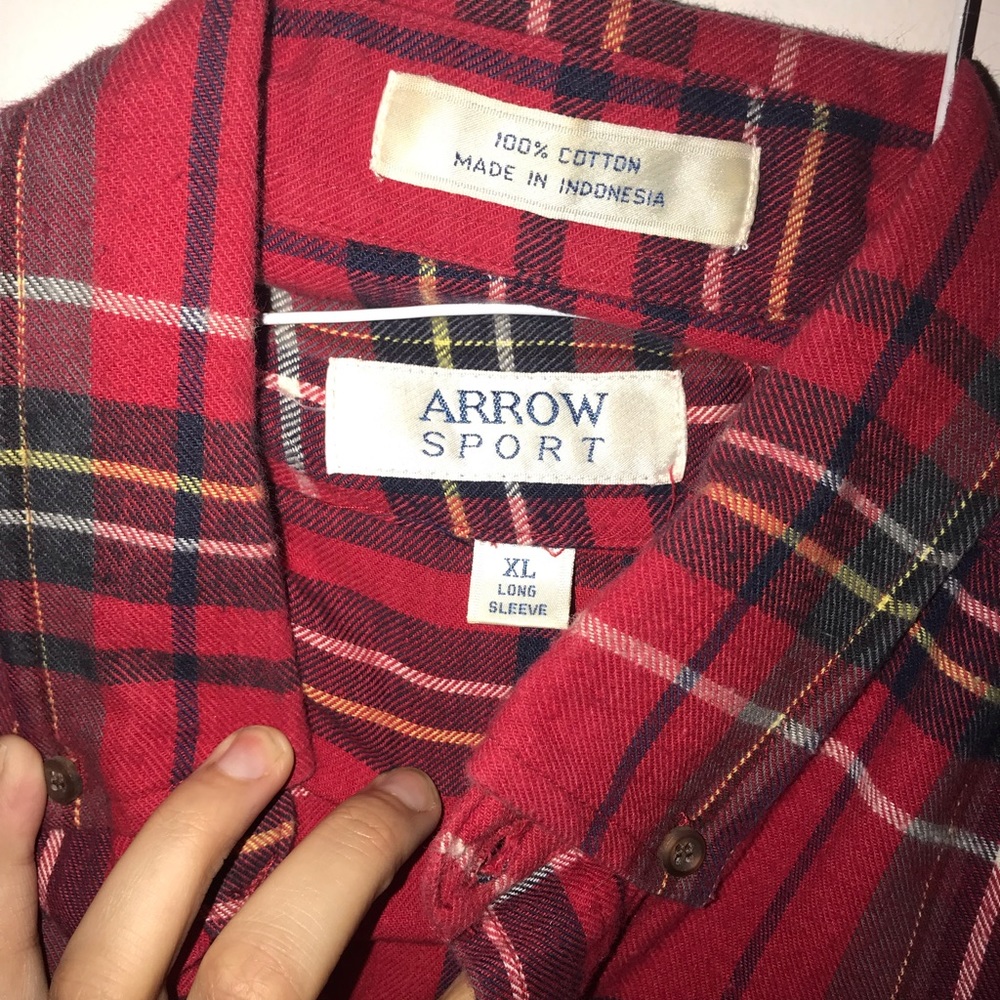 100% COTTON
MADE IN INDONESIA
ARROW
SPORT
XL
LONG
SLEEVE